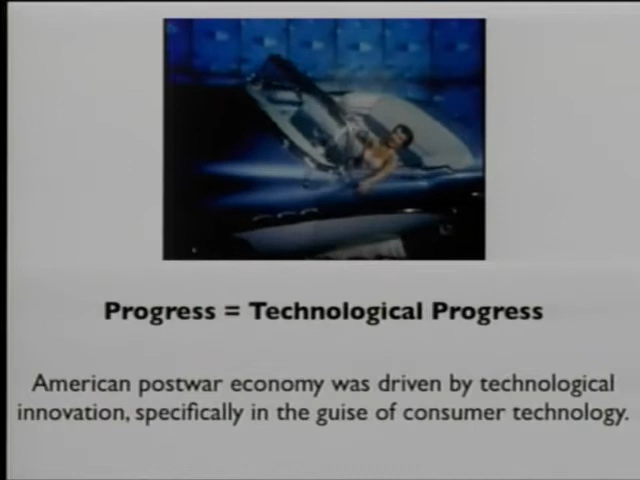 Progress = Technological Progress
American postwar economy was driven by technological
innovation, specifically in the guise of consumer technology.